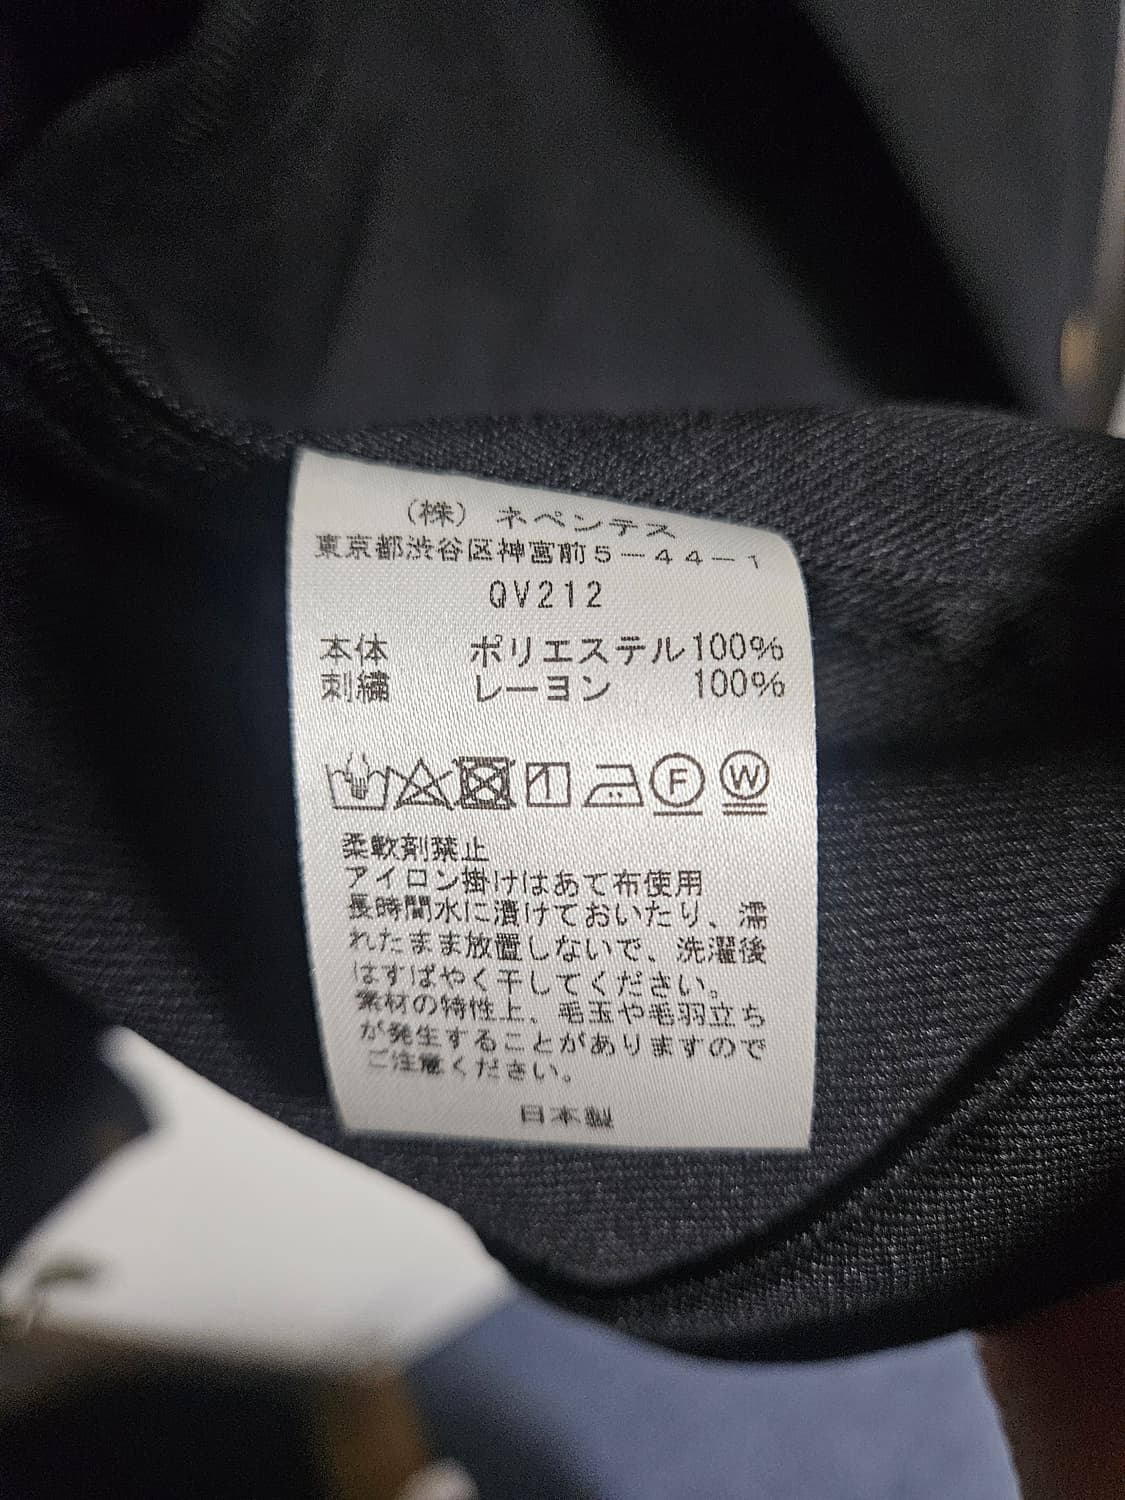 (株) ネペンテス
東京都渋谷区神宮前5-44-1
QV212
本体 ポリエステル100%
刺繍 レーヨン 100%
F W
柔軟剤禁止
アイロン掛けはあて布使用
長時間水に漬けておいたり、濡
れたまま放置しないで、洗濯後
はすばやく干してください。
素材の特性上、毛玉や毛羽立ち
が発生することがありますので
ご注意ください。
日本製